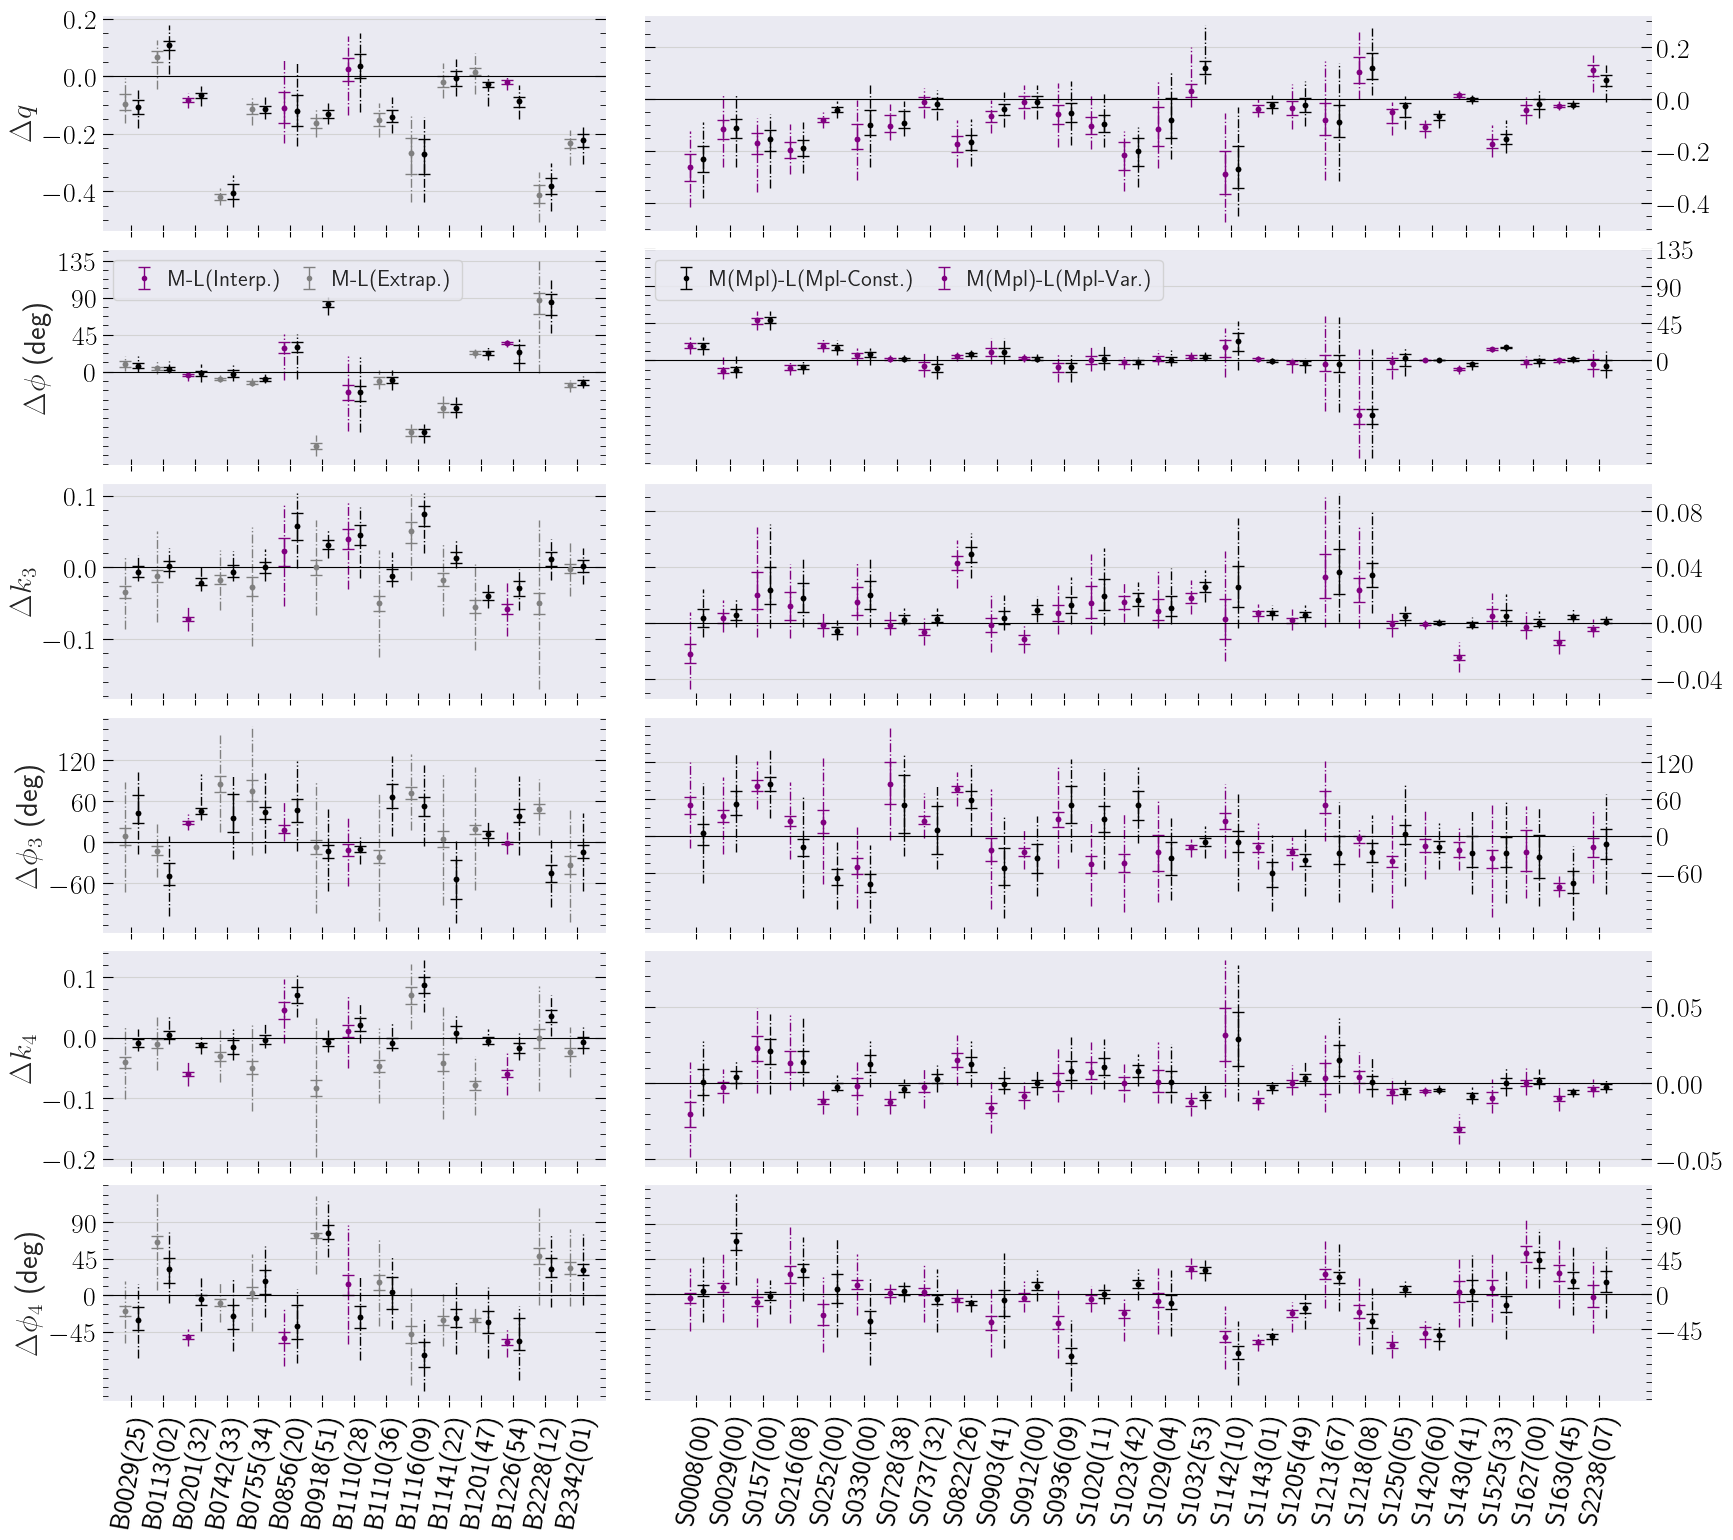 0.2
0.0
−0.2
−0.4
Δq
0.2
0.0
−0.2
−0.4
135
90
45
0
Δϕ (deg)
M-L(Interp.) M-L(Extrap.)
M(Mpl)-L(Mpl-Const.) M(Mpl)-L(Mpl-Var.)
135
90
45
0
0.1
0.0
−0.1
Δk3
0.08
0.04
0.00
−0.04
120
60
0
−60
Δϕ3 (deg)
120
60
0
−60
0.1
0.0
−0.1
−0.2
Δk4
0.05
0.00
−0.05
90
45
0
−45
Δϕ4 (deg)
90
45
0
−45
B0029(25)
B0113(02)
B0201(32)
B0742(33)
B0755(34)
B0856(20)
B0918(51)
B1110(28)
B1110(36)
B1116(09)
B1141(22)
B1201(47)
B1226(54)
B2228(12)
B2342(01)
S0008(00)
S0029(00)
S0157(00)
S0216(08)
S0252(00)
S0330(00)
S0728(38)
S0737(32)
S0822(26)
S0903(41)
S0912(00)
S0936(09)
S1020(11)
S1023(42)
S1029(04)
S1032(53)
S1142(10)
S1143(01)
S1205(49)
S1213(67)
S1218(08)
S1250(05)
S1420(60)
S1430(41)
S1525(33)
S1627(00)
S1630(45)
S2238(07)